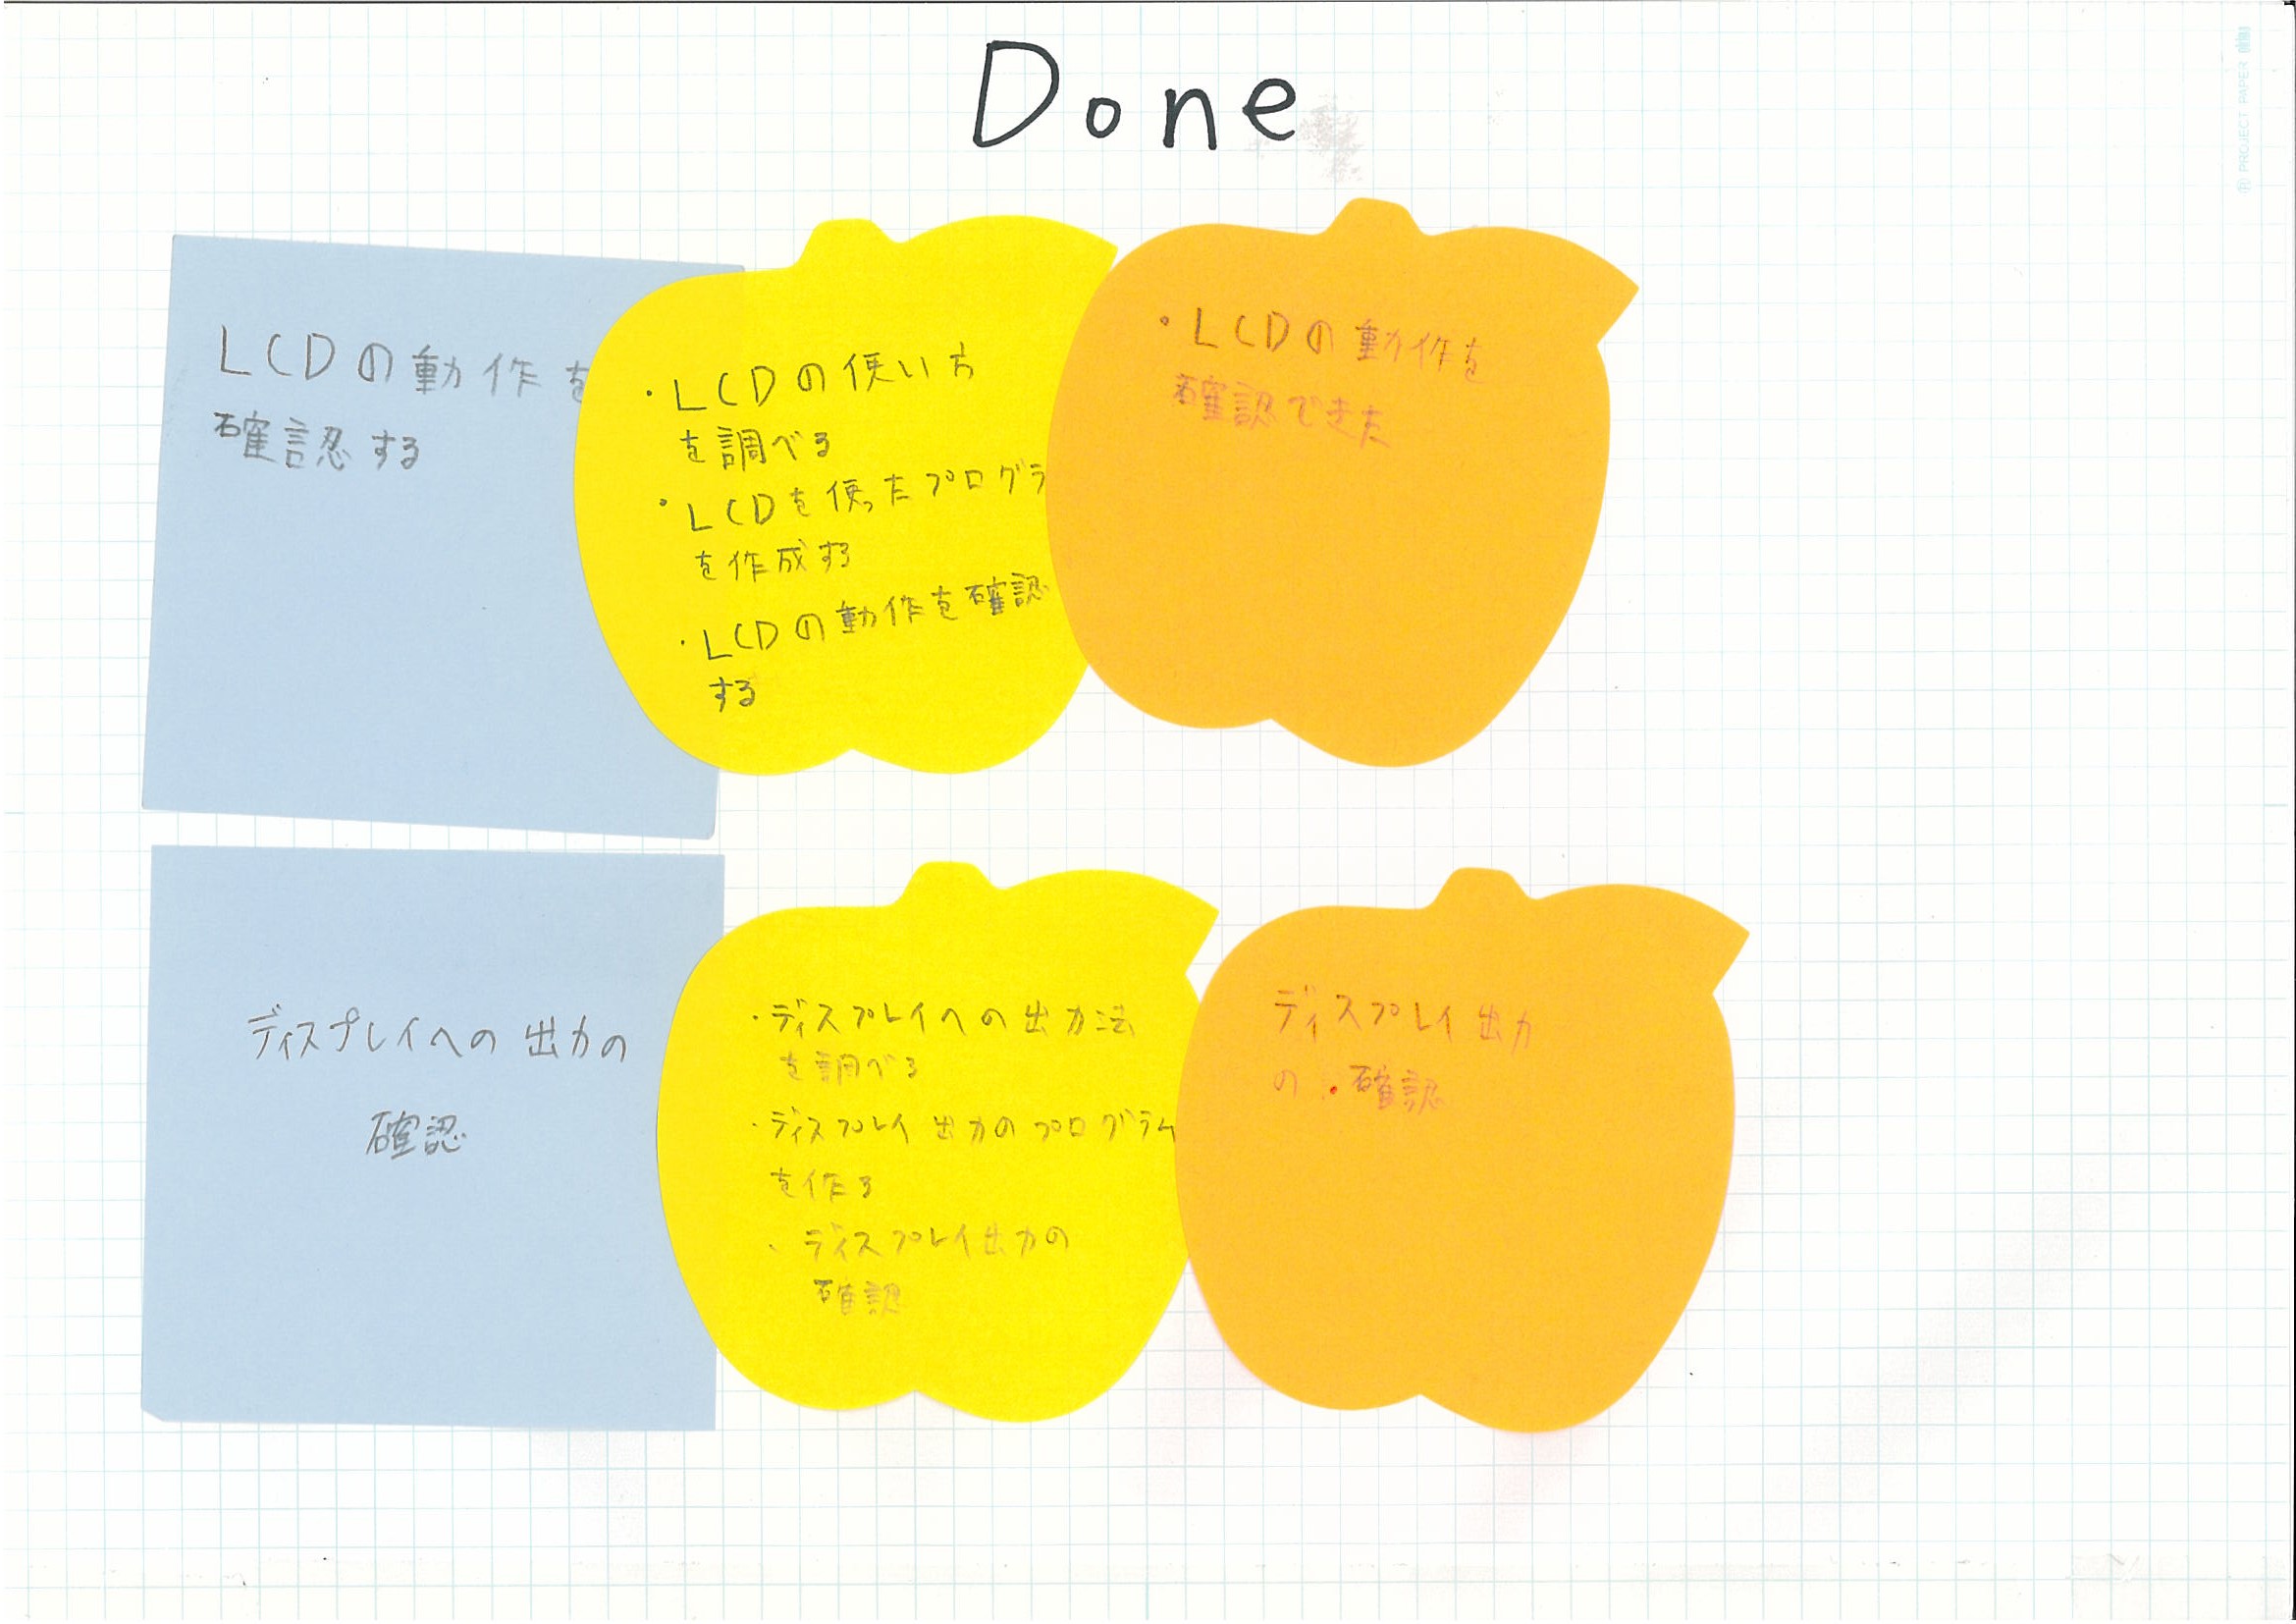 Done
PROJECT PAPER
LCDの動作を
確認する
・LCDの使い方
を調べる
・LCDを使ったプログラ
を作成する
・LCDの動作を確認
する
・LCDの動作を
確認できた
ディスプレイへの出力の
確認
・ディスプレイへの出力法
を調べる
・ディスプレイ出力のプログラム
を作る
・ディスプレイ出力の
確認
ディスプレイ出力
の・確認